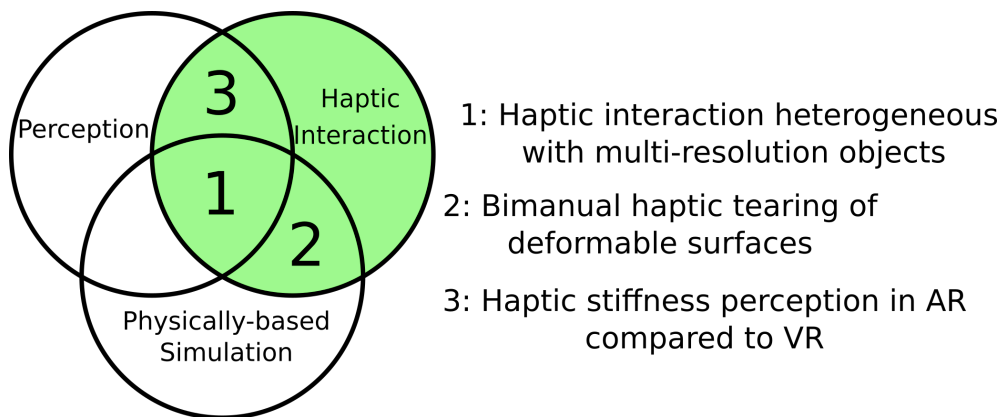 3
Haptic
Interaction
Perception
1
2
Physically-based
Simulation
1: Haptic interaction heterogeneous
with multi-resolution objects
2: Bimanual haptic tearing of
deformable surfaces
3: Haptic stiffness perception in AR
compared to VR